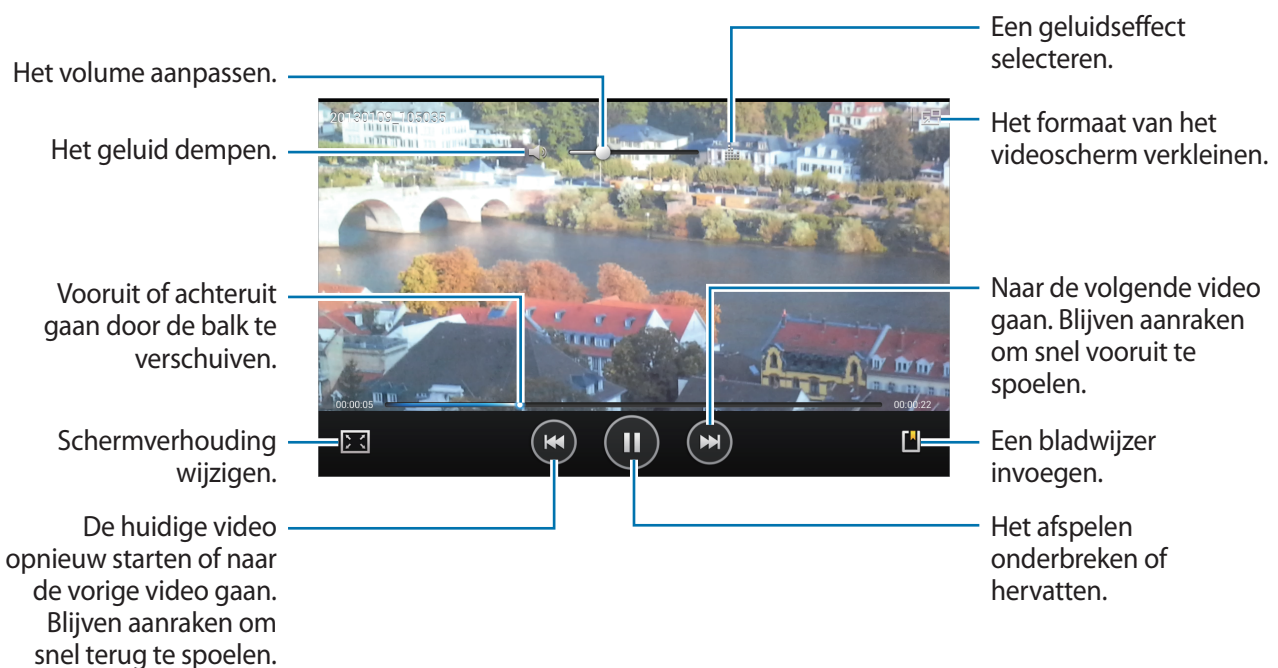 Het volume aanpassen.
Het geluid dempen.
Vooruit of achteruit
gaan door de balk te
verschuiven.
Schermverhouding
wijzigen.
De huidige video
opnieuw starten of naar
de vorige video gaan.
Blijven aanraken om
snel terug te spoelen.
20130109_105035
00:00:05
00:00:22
Een geluidseffect
selecteren.
Het formaat van het
videoscherm verkleinen.
Naar de volgende video
gaan. Blijven aanraken
om snel vooruit te
spoelen.
Een bladwijzer
invoegen.
Het afspelen
onderbreken of
hervatten.